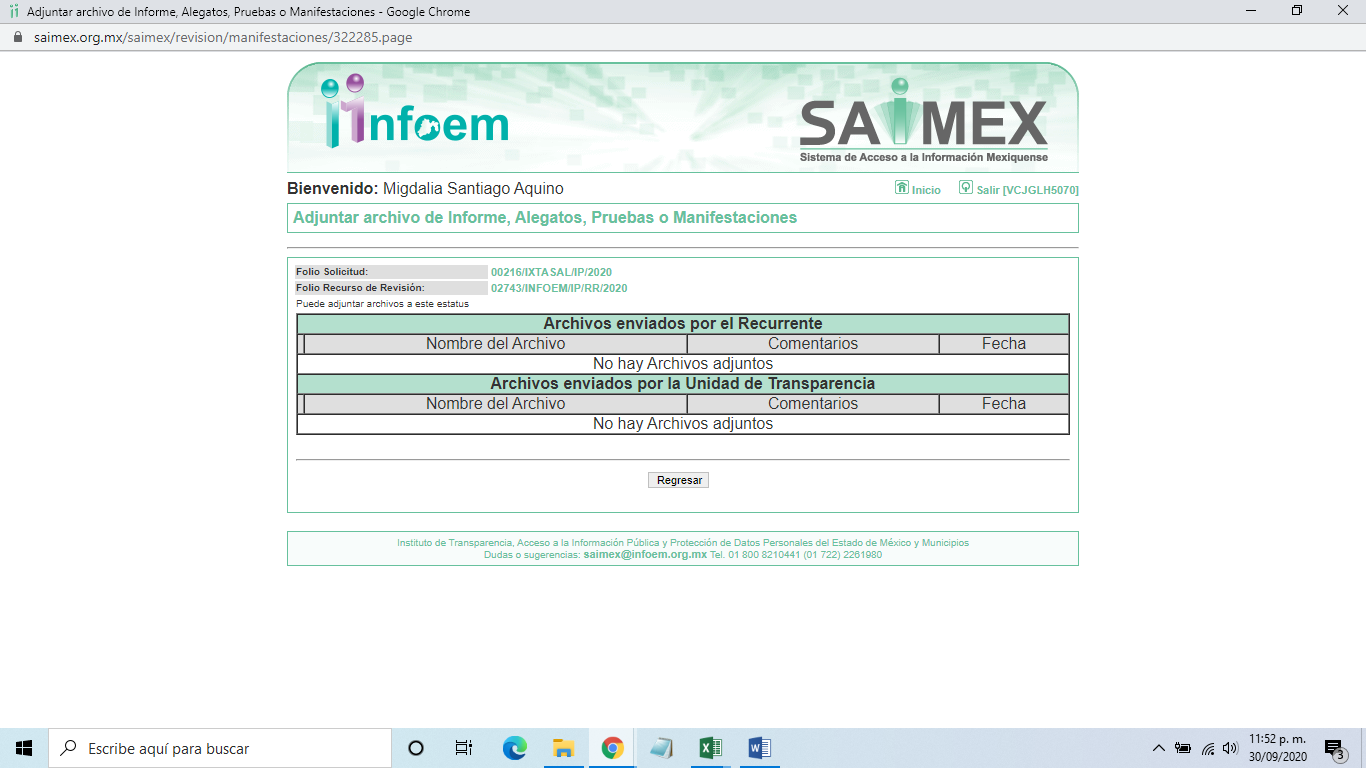 Adjuntar archivo de Informe, Alegatos, Pruebas o Manifestaciones - Google Chrome
saimex.org.mx/saimex/revision/manifestaciones/322285.page
infoem
SAIMEX
Sistema de Acceso a la Información Mexiquense
Bienvenido: Migdalia Santiago Aquino
Inicio Salir [VCJGLH5070]
Adjuntar archivo de Informe, Alegatos, Pruebas o Manifestaciones
Folio Solicitud: 00216/IXTASAL/IP/2020
Folio Recurso de Revisión: 02743/INFOEM/IP/RR/2020
Puede adjuntar archivos a este estatus
Archivos enviados por el Recurrente
Nombre del Archivo Comentarios Fecha
No hay Archivos adjuntos
Archivos enviados por la Unidad de Transparencia
Nombre del Archivo Comentarios Fecha
No hay Archivos adjuntos
Regresar
Instituto de Transparencia, Acceso a la Información Pública y Protección de Datos Personales del Estado de México y Municipios
Dudas o sugerencias: saimex@infoem.org.mx Tel. 01 800 8210441 (01 722) 2261980
Escribe aquí para buscar
11:52 p. m.
30/09/2020
3